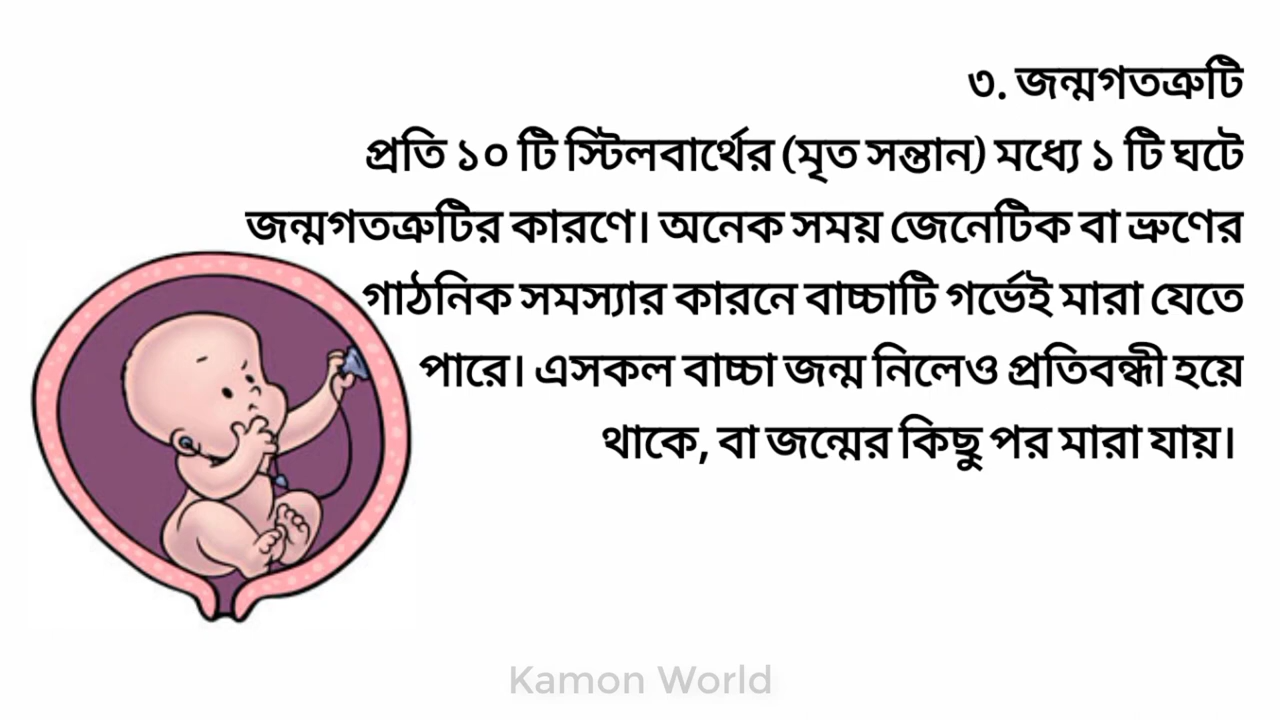 ৩. জন্মগতত্রুটি
প্রতি ১০ টি স্টিলবার্থের (মৃত সন্তান) মধ্যে ১ টি ঘটে
জন্মগতত্রুটির কারণে। অনেক সময় জেনেটিক বা ভ্রুণের
গাঠনিক সমস্যার কারনে বাচ্চাটি গর্ভেই মারা যেতে
পারে। এসকল বাচ্চা জন্ম নিলেও প্রতিবন্ধী হয়ে
থাকে, বা জন্মের কিছু পর মারা যায়।
Kamon World